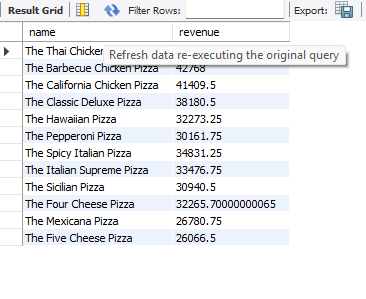 Result Grid Filter Rows: Export:
name revenue
The Thai Chicken
Refresh data re-executing the original query
The Barbecue Chicken Pizza 42768
The California Chicken Pizza 41409.5
The Classic Deluxe Pizza 38180.5
The Hawaiian Pizza 32273.25
The Pepperoni Pizza 30161.75
The Spicy Italian Pizza 34831.25
The Italian Supreme Pizza 33476.75
The Sicilian Pizza 30940.5
The Four Cheese Pizza 32265.70000000065
The Mexicana Pizza 26780.75
The Five Cheese Pizza 26066.5